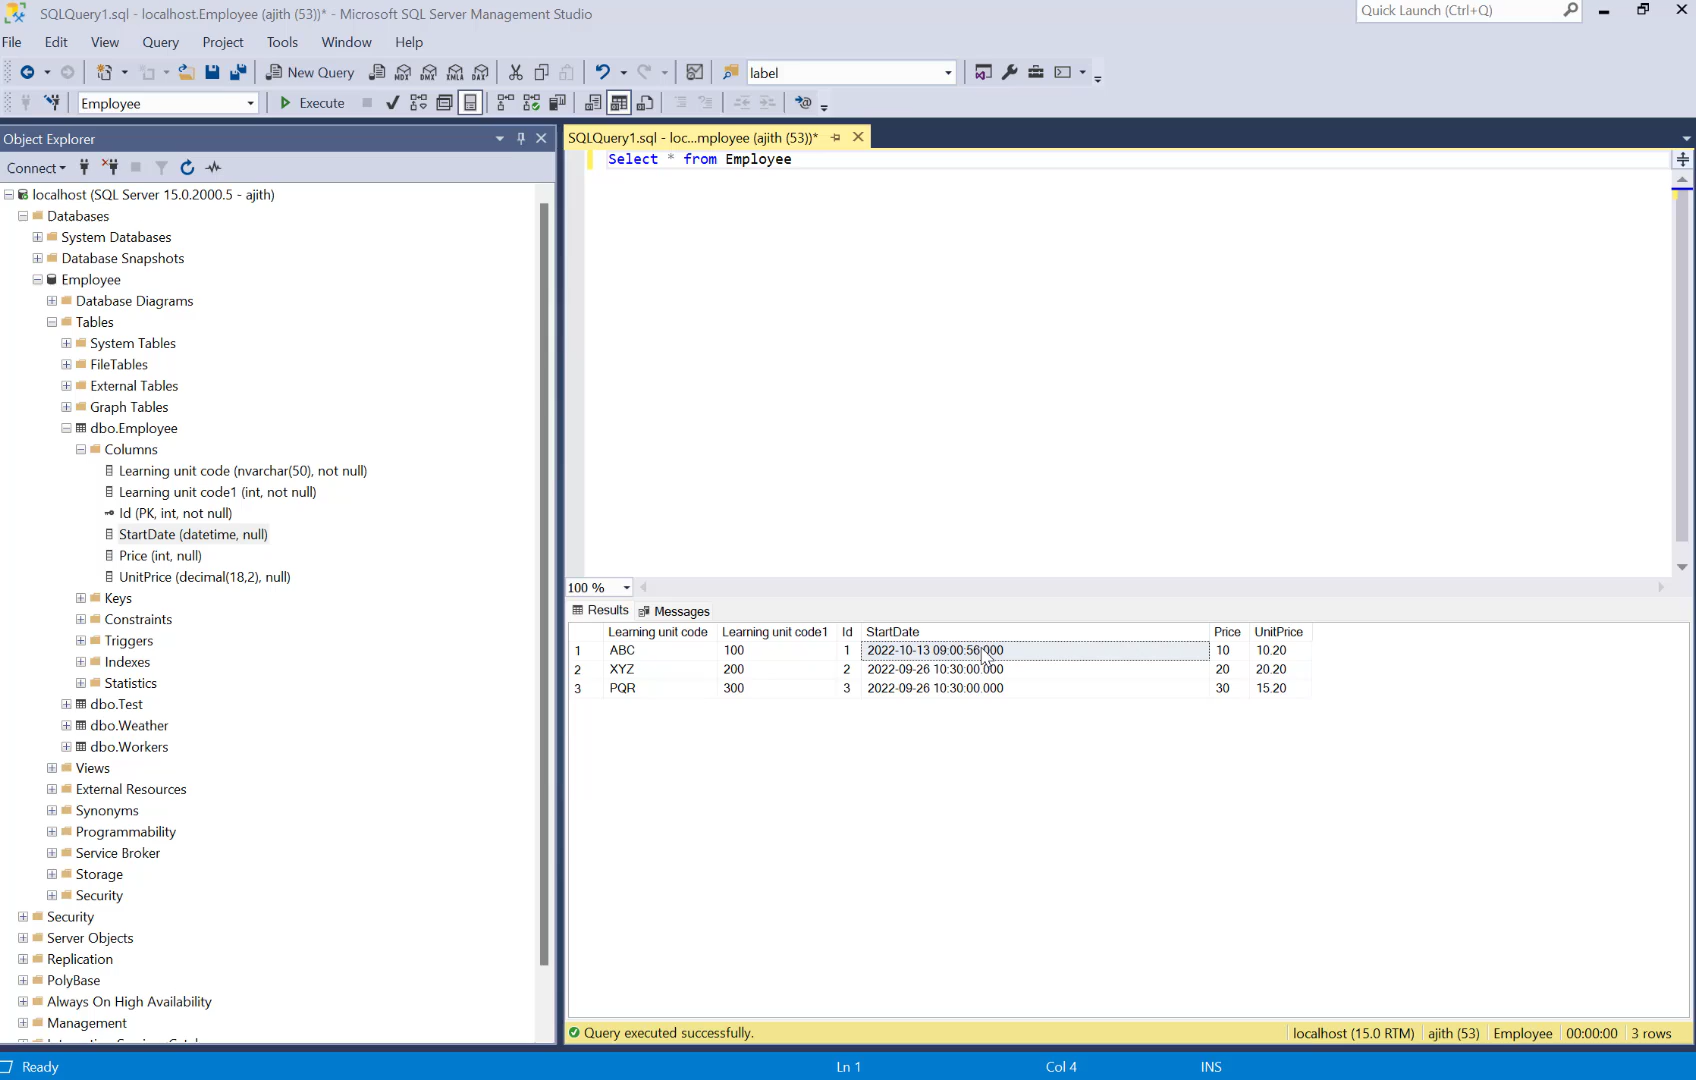 SQLQuery1.sql - localhost.Employee (ajith (53))* - Microsoft SQL Server Management Studio
Quick Launch (Ctrl+Q)
File Edit View Query Project Tools Window Help
New Query MDX DMX XMLA DAX label
Employee Execute
Object Explorer
SQLQuery1.sql - loc...mployee (ajith (53))*
Connect
Select * from Employee
localhost (SQL Server 15.0.2000.5 - ajith)
Databases
System Databases
Database Snapshots
Employee
Database Diagrams
Tables
System Tables
FileTables
External Tables
Graph Tables
dbo.Employee
Columns
Learning unit code (nvarchar(50), not null)
Learning unit code1 (int, not null)
Id (PK, int, not null)
StartDate (datetime, null)
Price (int, null)
UnitPrice (decimal(18,2), null)
Keys
Constraints
Triggers
Indexes
Statistics
dbo.Test
dbo.Weather
dbo.Workers
Views
External Resources
Synonyms
Programmability
Service Broker
Storage
Security
Security
Server Objects
Replication
PolyBase
Always On High Availability
Management
100 %
Results Messages
Learning unit code Learning unit code1 Id StartDate Price UnitPrice
1 ABC 100 1 2022-10-13 09:00:56.000 10 10.20
2 XYZ 200 2 2022-09-26 10:30:00.000 20 20.20
3 PQR 300 3 2022-09-26 10:30:00.000 30 15.20
Query executed successfully. localhost (15.0 RTM) ajith (53) Employee 00:00:00 3 rows
Ready Ln 1 Col 4 INS